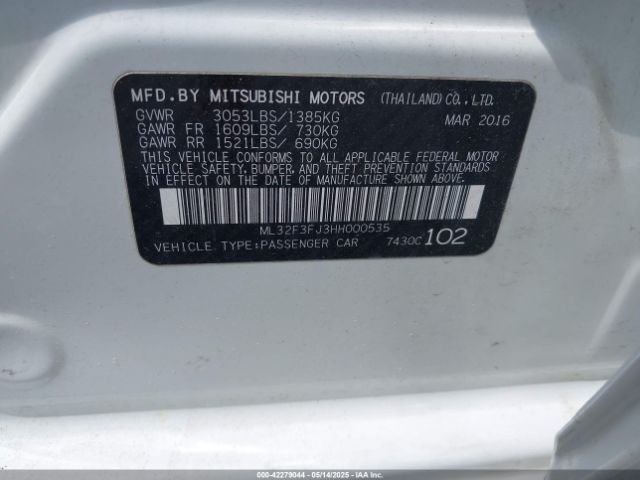 MFD.BY MITSUBISHI MOTORS (THAILAND) CO., LTD.
GVWR 3053LBS/1385KG MAR 2016
GAWR FR 1609LBS/ 730KG
GAWR RR 1521LBS/ 690KG
THIS VEHICLE CONFORMS TO ALL APPLICABLE FEDERAL MOTOR
VEHICLE SAFETY, BUMPER, AND THEFT PREVENTION STANDARDS
IN EFFECT ON THE DATE OF MANUFACTURE SHOWN ABOVE.
ML32F3FJ3HH000535
VEHICLE TYPE:PASSENGER CAR 7430C 102
000-42279044 - 05/14/2025 - IAAI.COM